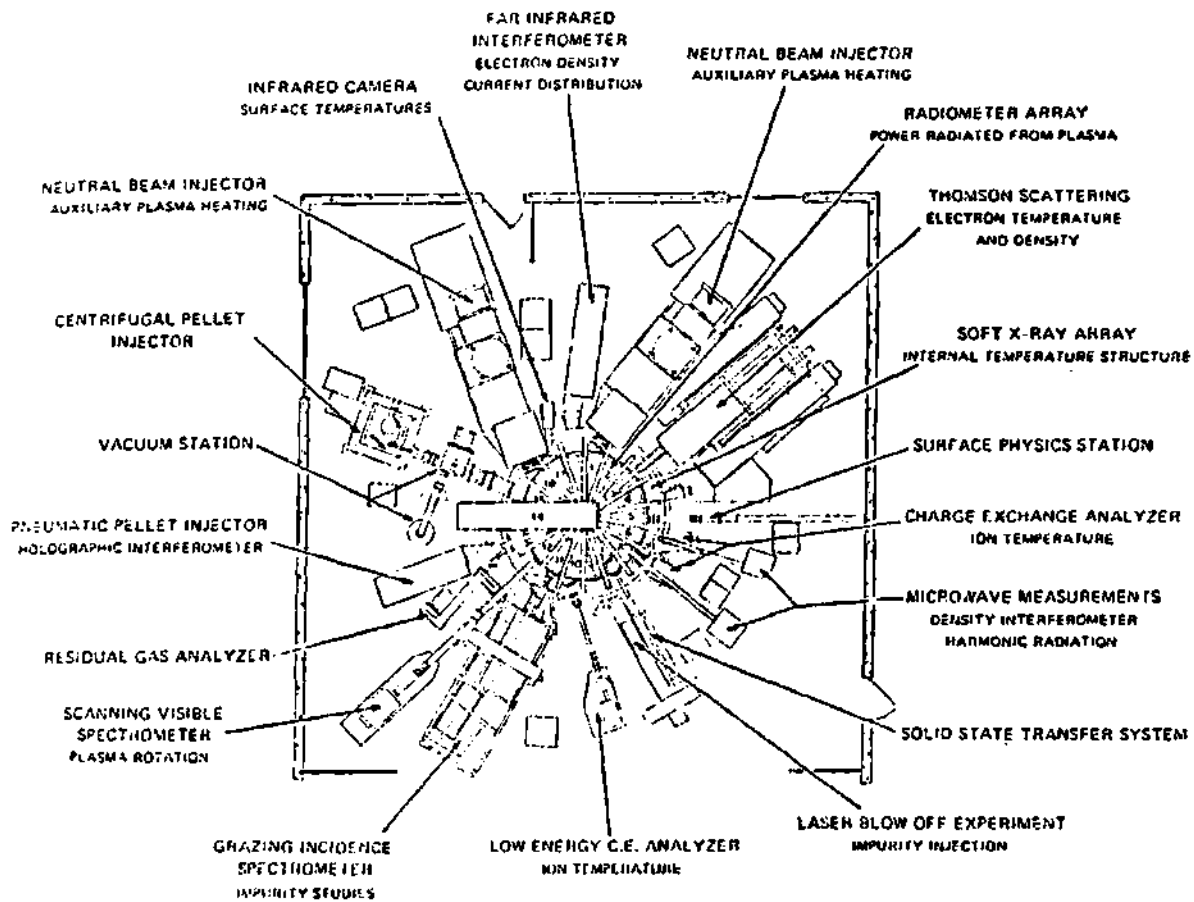 FAR INFRARED
INTERFEROMETER
ELECTRON DENSITY
CURRENT DISTRIBUTION
NEUTRAL BEAM INJECTOR
AUXILIARY PLASMA HEATING
INFRARED CAMERA
SURFACE TEMPERATURES
RADIOMETER ARRAY
POWER RADIATED FROM PLASMA
NEUTRAL BEAM INJECTOR
AUXILIARY PLASMA HEATING
THOMSON SCATTERING
ELECTRON TEMPERATURE
AND DENSITY
CENTRIFUGAL PELLET
INJECTOR
SOFT X-RAY ARRAY
INTERNAL TEMPERATURE STRUCTURE
VACUUM STATION
SURFACE PHYSICS STATION
PNEUMATIC PELLET INJECTOR
HOLOGRAPHIC INTERFEROMETER
CHARGE EXCHANGE ANALYZER
ION TEMPERATURE
MICROWAVE MEASUREMENTS
DENSITY INTERFEROMETER
HARMONIC RADIATION
RESIDUAL GAS ANALYZER
SCANNING VISIBLE
SPECTROMETER
PLASMA ROTATION
SOLID STATE TRANSFER SYSTEM
LASER BLOW OFF EXPERIMENT
IMPURITY INJECTION
GRAZING INCIDENCE
SPECTROMETER
IMPURITY STUDIES
LOW ENERGY C.E. ANALYZER
ION TEMPERATURE